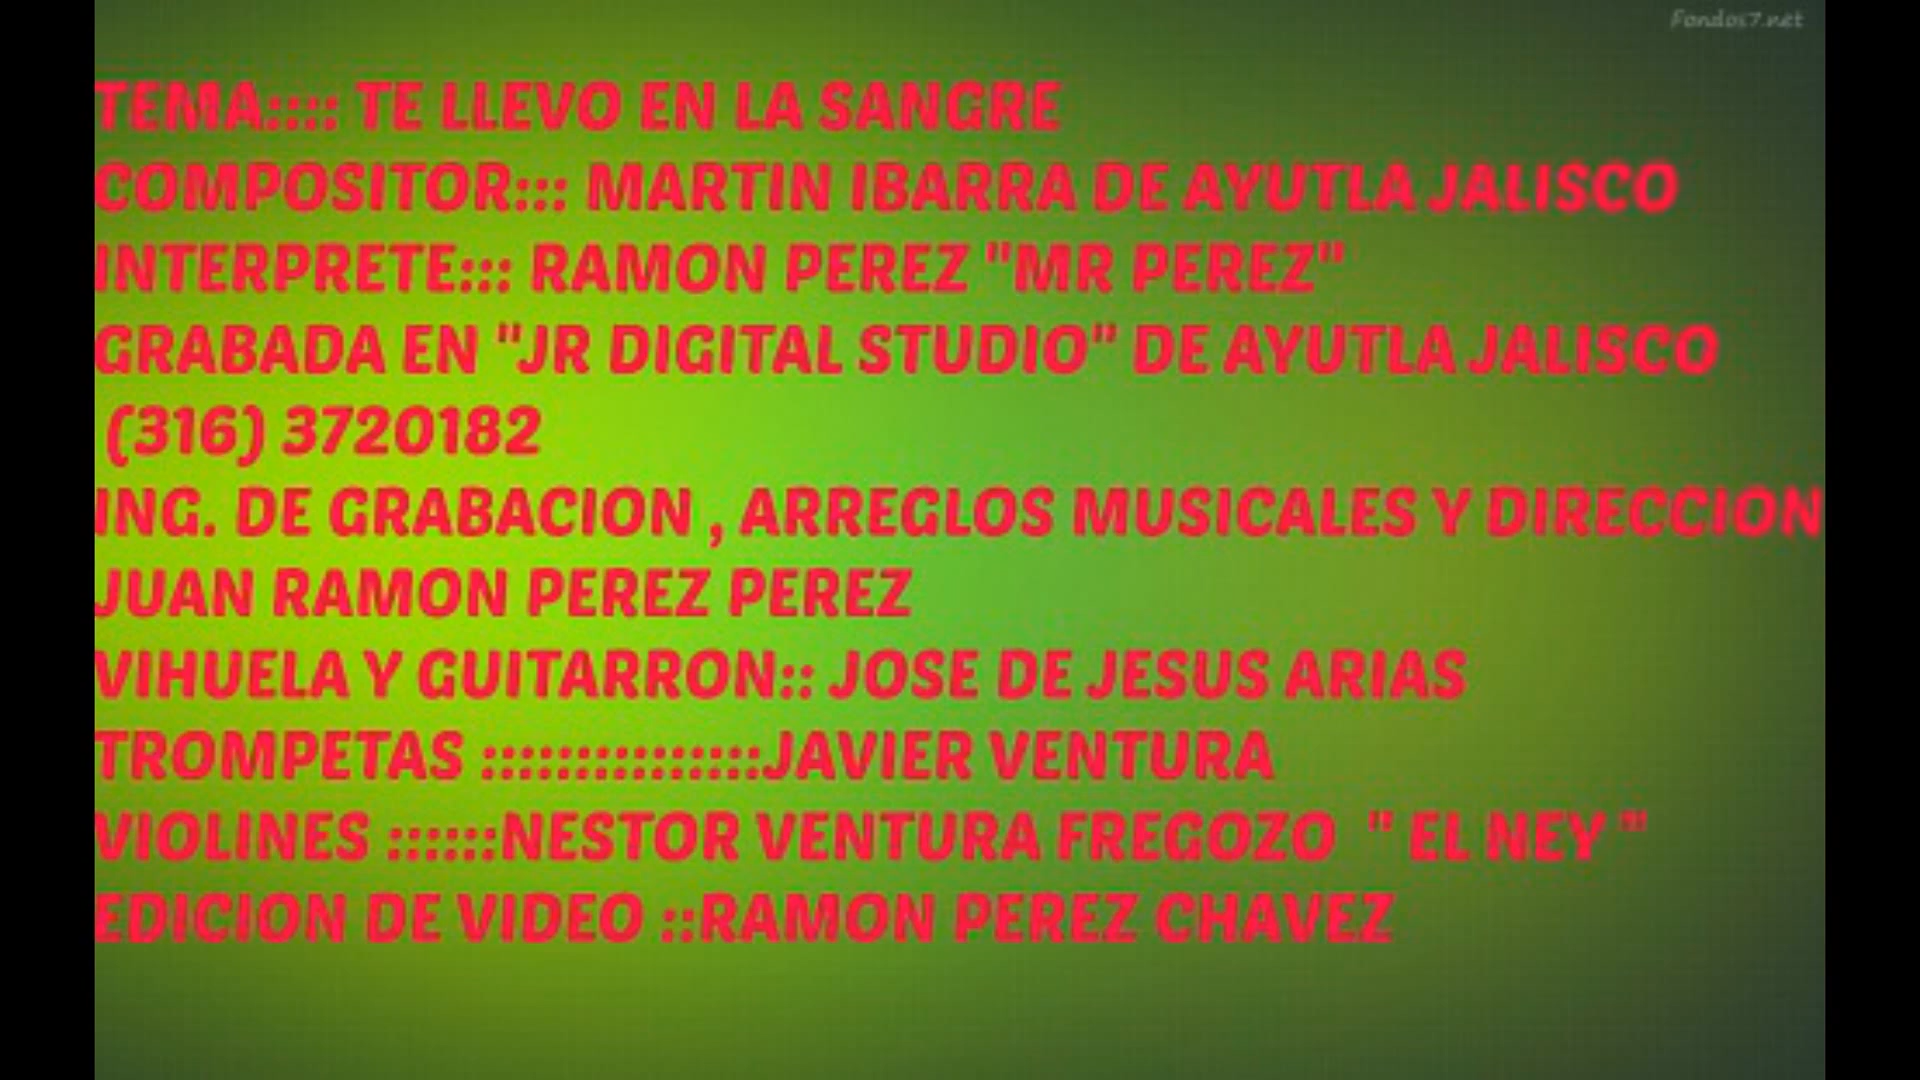 Fondos7.net
TEMA:::: TE LLEVO EN LA SANGRE
COMPOSITOR::: MARTIN IBARRA DE AYUTLA JALISCO
INTERPRETE::: RAMON PEREZ "MR PEREZ"
GRABADA EN "JR DIGITAL STUDIO" DE AYUTLA JALISCO
(316) 3720182
ING. DE GRABACION , ARREGLOS MUSICALES Y DIRECCION
JUAN RAMON PEREZ PEREZ
VIHUELA Y GUITARRON:: JOSE DE JESUS ARIAS
TROMPETAS :::::::::::::::JAVIER VENTURA
VIOLINES ::::::NESTOR VENTURA FREGOZO " EL NEY "
EDICION DE VIDEO ::RAMON PEREZ CHAVEZ